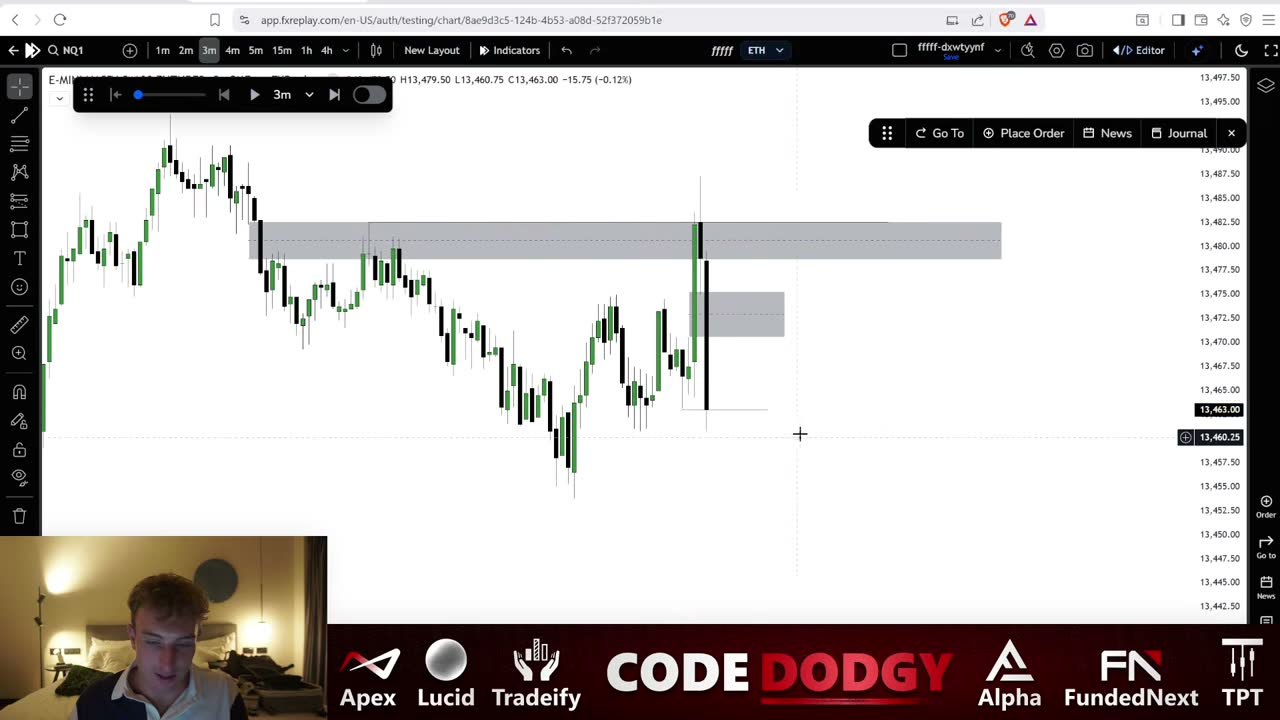 app.fxreplay.com/en-US/auth/testing/chart/8ae9d3c5-124b-4b53-a08d-52f372059b1e
NQ1 1m 2m 3m 4m 5m 15m 1h 4h New Layout Indicators fffff ETH fffff-dxwtyynf Save Editor
H13,479.50 L13,460.75 C13,463.00 −15.75 (−0.12%)
3m
Go To Place Order News Journal
13,497.50
13,495.00
13,490.00
13,487.50
13,485.00
13,482.50
13,480.00
13,477.50
13,475.00
13,472.50
13,470.00
13,467.50
13,465.00
13,463.00
13,460.25
13,457.50
13,455.00
13,452.50
13,450.00
13,447.50
13,445.00
13,442.50
Order
Go to
News
CODE DODGY
Apex Lucid Tradeify Alpha FundedNext TPT